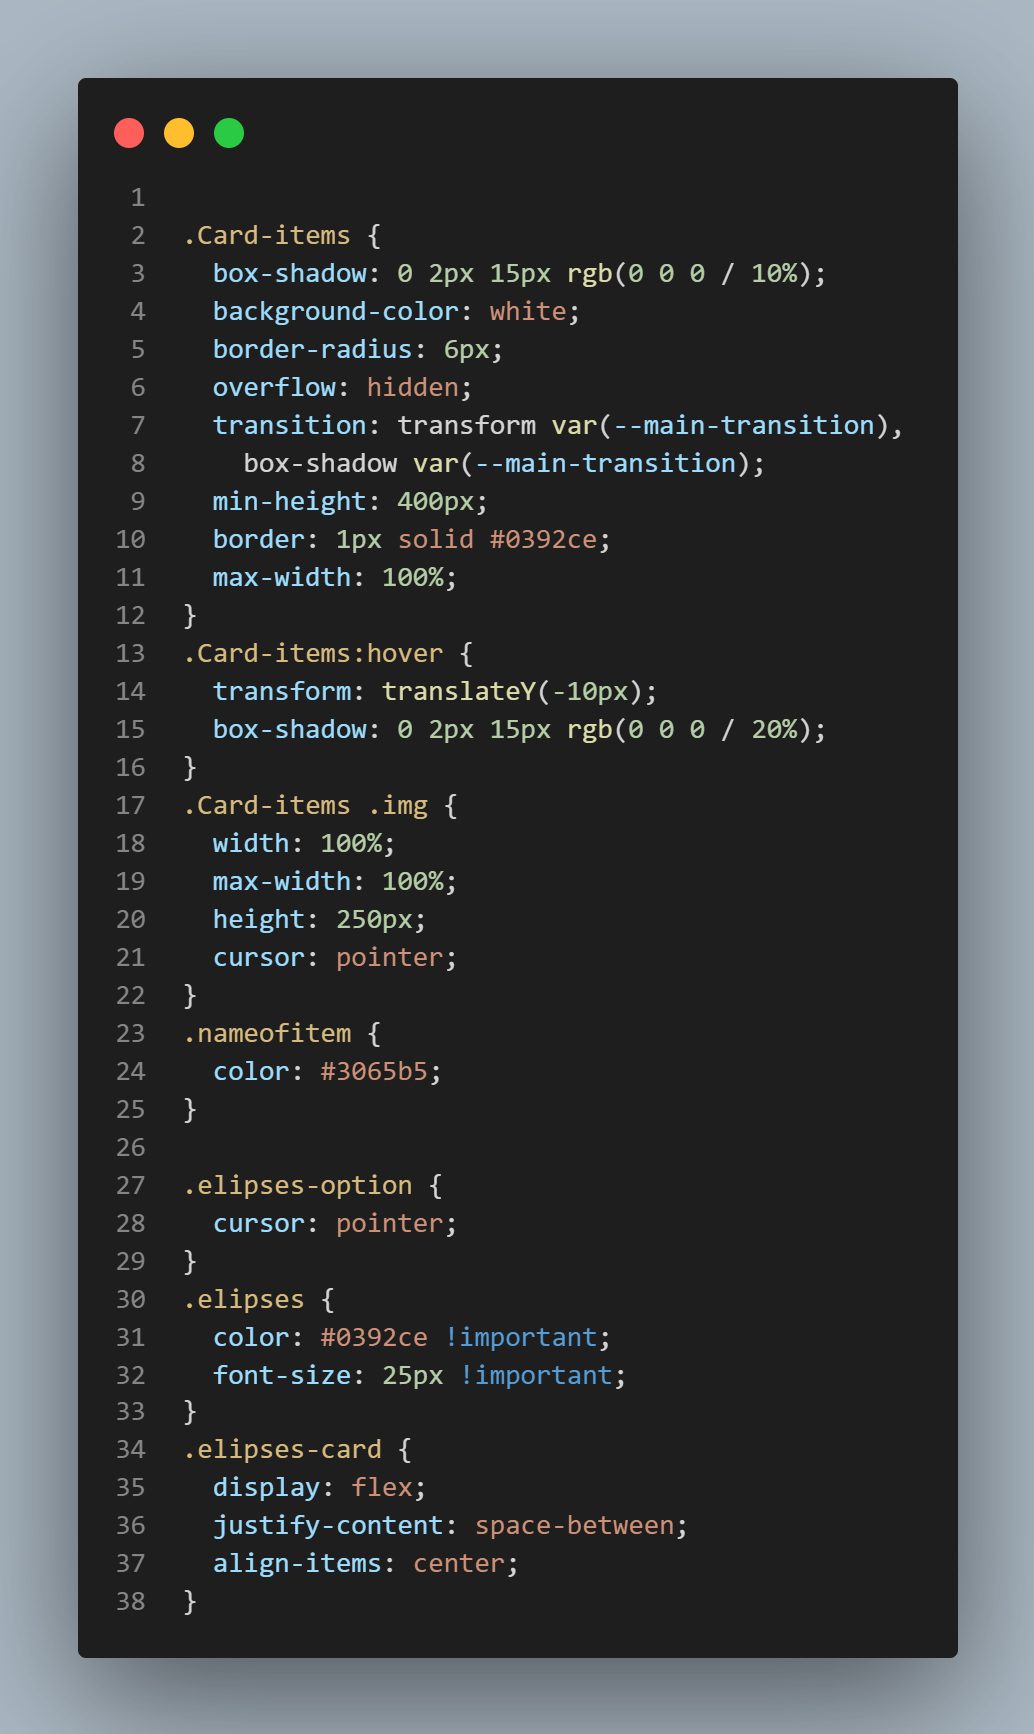 1
2 .Card-items {
3   box-shadow: 0 2px 15px rgb(0 0 0 / 10%);
4   background-color: white;
5   border-radius: 6px;
6   overflow: hidden;
7   transition: transform var(--main-transition),
8     box-shadow var(--main-transition);
9   min-height: 400px;
10   border: 1px solid #0392ce;
11   max-width: 100%;
12 }
13 .Card-items:hover {
14   transform: translateY(-10px);
15   box-shadow: 0 2px 15px rgb(0 0 0 / 20%);
16 }
17 .Card-items .img {
18   width: 100%;
19   max-width: 100%;
20   height: 250px;
21   cursor: pointer;
22 }
23 .nameofitem {
24   color: #3065b5;
25 }
26
27 .elipses-option {
28   cursor: pointer;
29 }
30 .elipses {
31   color: #0392ce !important;
32   font-size: 25px !important;
33 }
34 .elipses-card {
35   display: flex;
36   justify-content: space-between;
37   align-items: center;
38 }